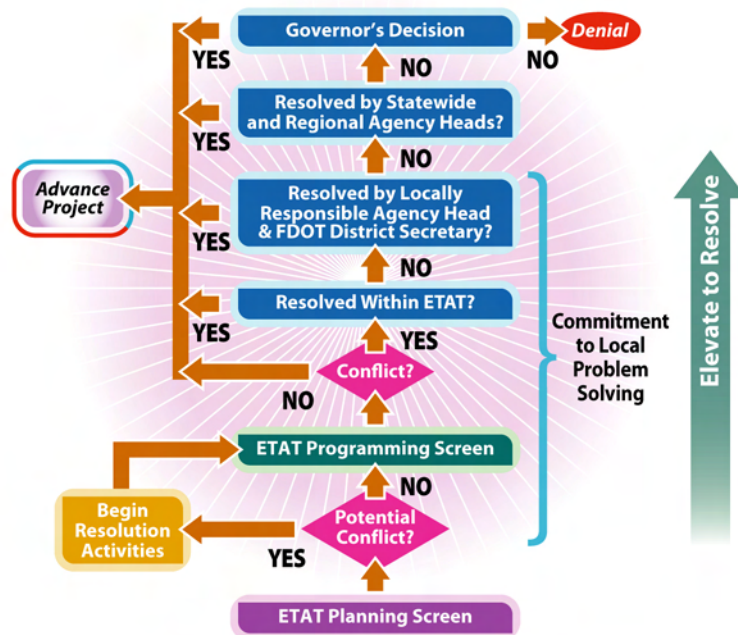 Governor's Decision
Denial
YES
NO
NO
Resolved by Statewide
and Regional Agency Heads?
YES
NO
Advance
Project
Resolved by Locally
Responsible Agency Head
& FDOT District Secretary?
YES
NO
Resolved Within ETAT?
YES
YES
Conflict?
NO
Commitment
to Local
Problem
Solving
Elevate to Resolve
ETAT Programming Screen
NO
Begin
Resolution
Activities
Potential
Conflict?
YES
ETAT Planning Screen